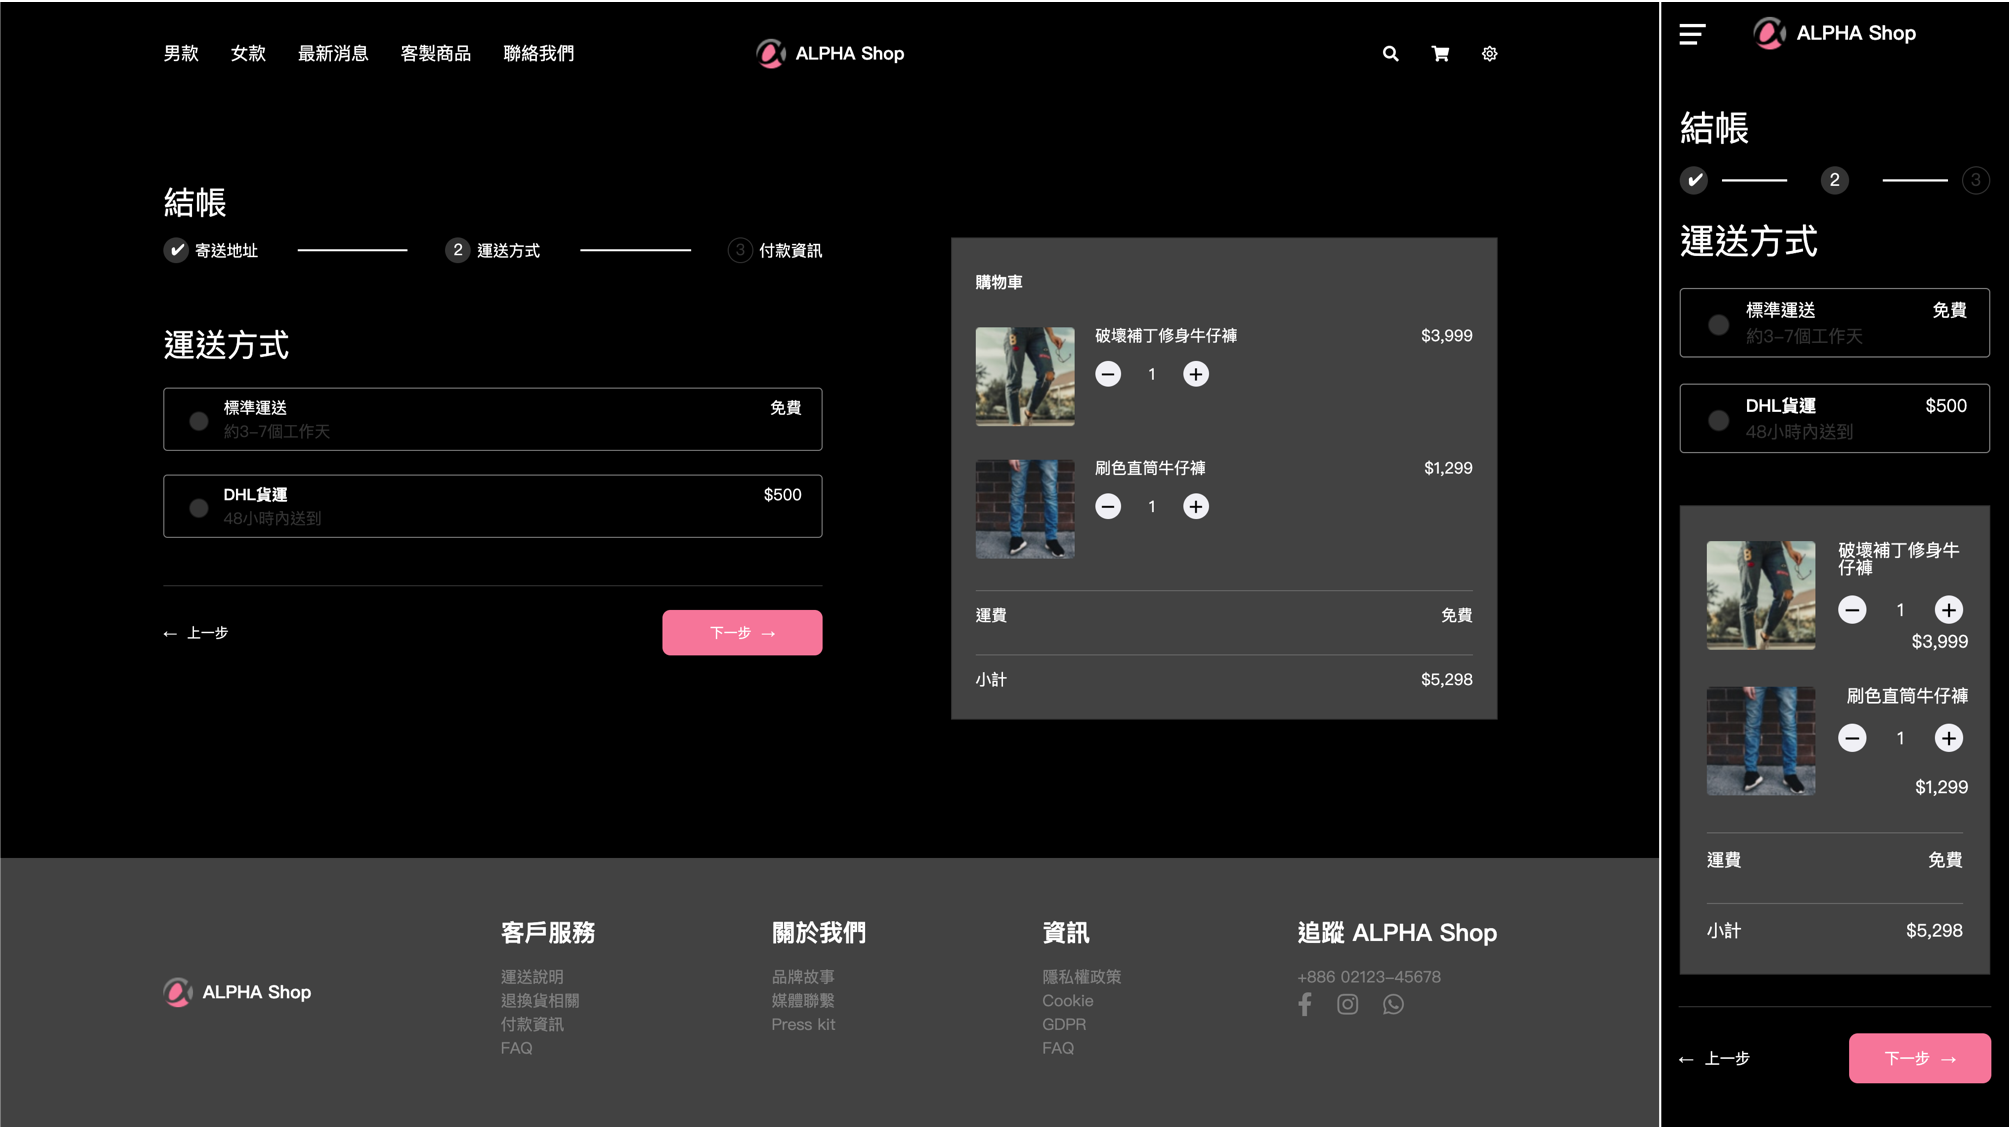 男款 女款 最新消息 客製商品 聯絡我們 ALPHA Shop
結帳
✔ 寄送地址 2 運送方式 3 付款資訊
運送方式
標準運送 免費
約3-7個工作天
DHL貨運 $500
48小時內送到
← 上一步 下一步 →
購物車
破壞補丁修身牛仔褲 $3,999
1
刷色直筒牛仔褲 $1,299
1
運費 免費
小計 $5,298
ALPHA Shop
客戶服務
運送說明
退換貨相關
付款資訊
FAQ
關於我們
品牌故事
媒體聯繫
Press kit
資訊
隱私權政策
Cookie
GDPR
FAQ
追蹤 ALPHA Shop
+886 02123-45678
ALPHA Shop
結帳
✔ 2 3
運送方式
標準運送 免費
約3-7個工作天
DHL貨運 $500
48小時內送到
破壞補丁修身牛
仔褲
1
$3,999
刷色直筒牛仔褲
1
$1,299
運費 免費
小計 $5,298
← 上一步 下一步 →